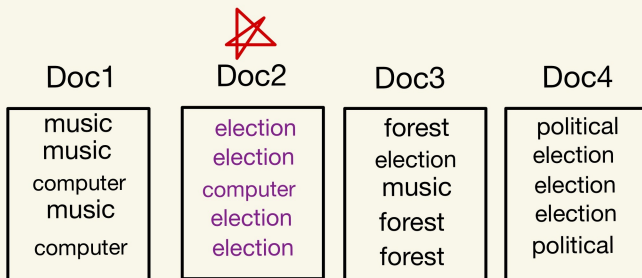 Doc1
music
music
computer
music
computer
Doc2
election
election
computer
election
election
Doc3
forest
election
music
forest
forest
Doc4
political
election
election
election
political